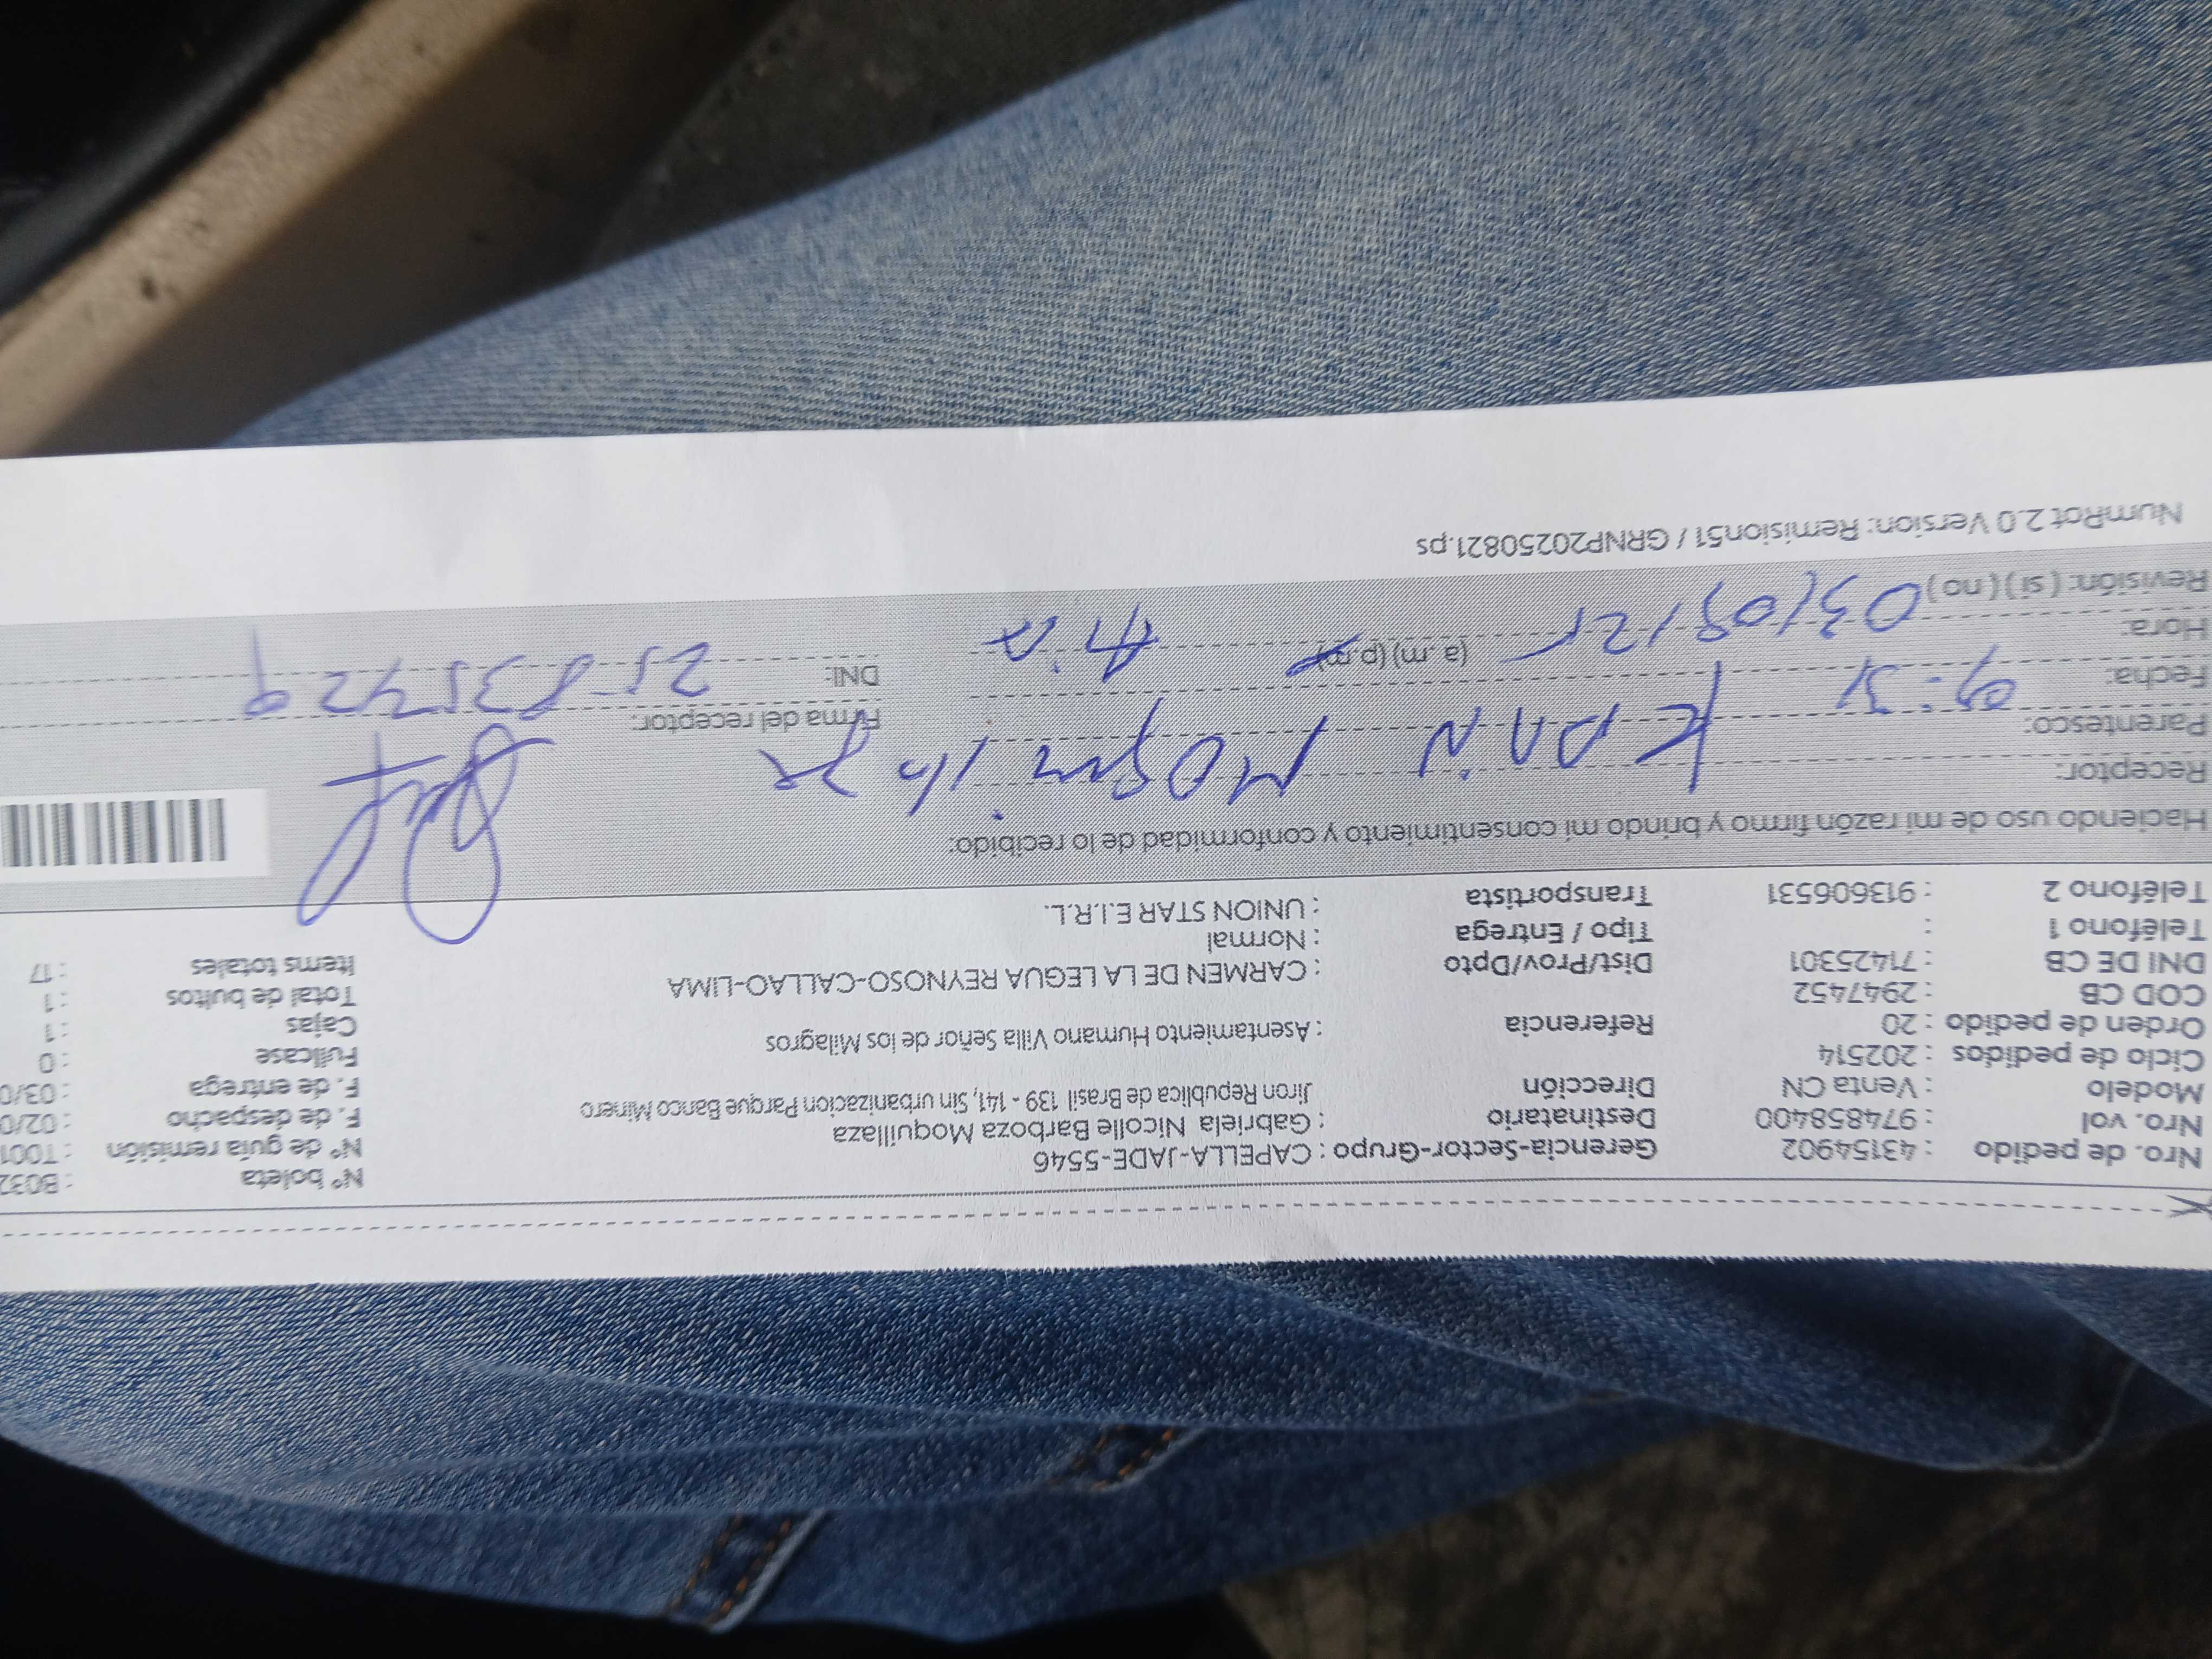 Nro. de pedido : 43154902 Gerencia-Sector-Grupo : CAPELLA-JADE-5546 N° boleta : B032
Nro. vol : 974858400 Destinatario : Gabriela Nicolle Barboza Moquillaza N° de guía remisión : T001
Modelo : Venta CN Dirección Jiron Republica de Brasil 139 - 141, Sin urbanizacion Parque Banco Minero F. de despacho : 02/0
Ciclo de pedidos : 202514 F. de entrega : 03/0
Orden de pedido : 20 Referencia : Asentamiento Humano Villa Señor de los Milagros Fullcase : 0
COD CB : 2947452 Cajas : 1
DNI DE CB : 71425301 Dist/Prov/Dpto : CARMEN DE LA LEGUA REYNOSO-CALLAO-LIMA Total de bultos : 1
Teléfono 1 : Tipo / Entrega : Normal Items totales : 17
Teléfono 2 : 913606531 Transportista : UNION STAR E.I.R.L.
Haciendo uso de mi razón firmo y brindo mi consentimiento y conformidad de lo recibido:
Receptor:
Parentesco: Firma del receptor:
Fecha: 09:31 DNI: 25835429
Hora: 03/09/25 (a.m) (p.m)
Revisión: ( si ) ( no )
NumRot 2.0 Version: Remision51 / GRNP20250821.ps